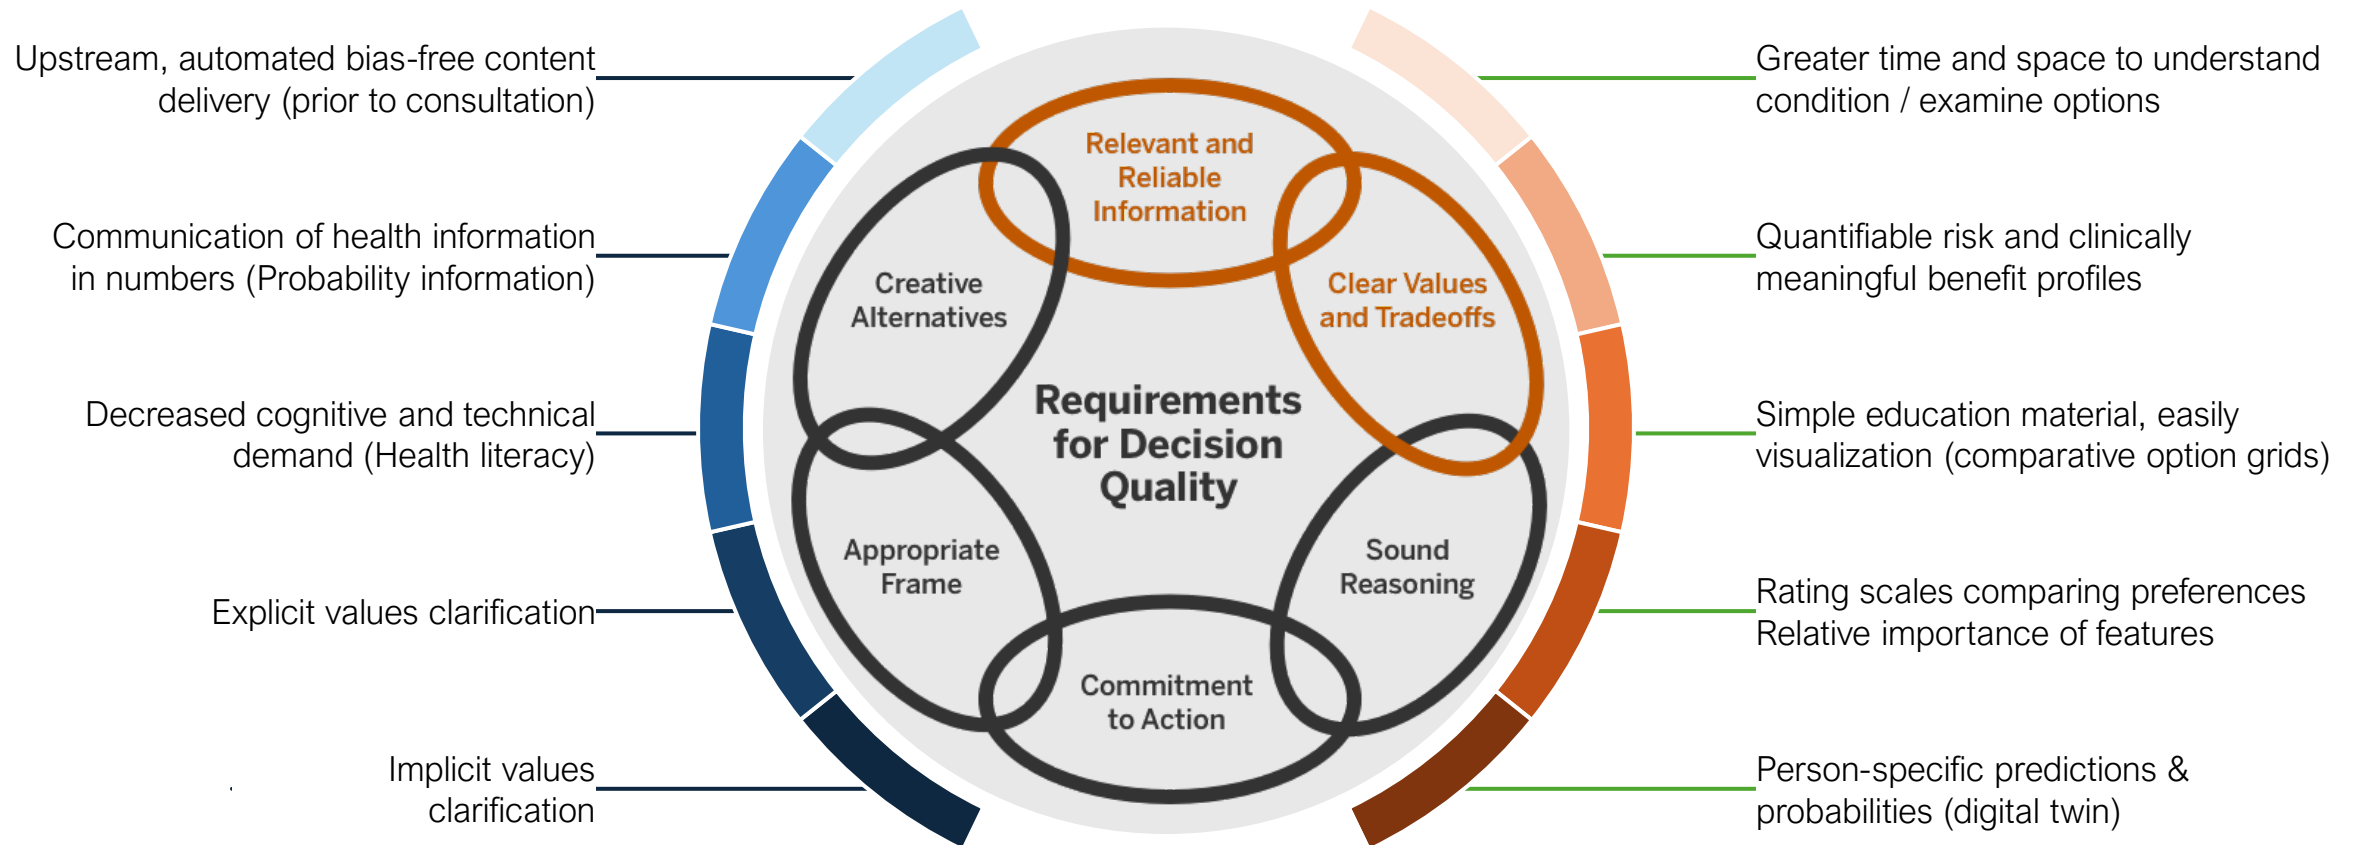 Upstream, automated bias-free content
delivery (prior to consultation)
Communication of health information
in numbers (Probability information)
Decreased cognitive and technical
demand (Health literacy)
Explicit values clarification
Implicit values
clarification
Relevant and
Reliable
Information
Creative
Alternatives
Clear Values
and Tradeoffs
Requirements
for Decision
Quality
Appropriate
Frame
Sound
Reasoning
Commitment
to Action
Greater time and space to understand
condition / examine options
Quantifiable risk and clinically
meaningful benefit profiles
Simple education material, easily
visualization (comparative option grids)
Rating scales comparing preferences
Relative importance of features
Person-specific predictions &
probabilities (digital twin)